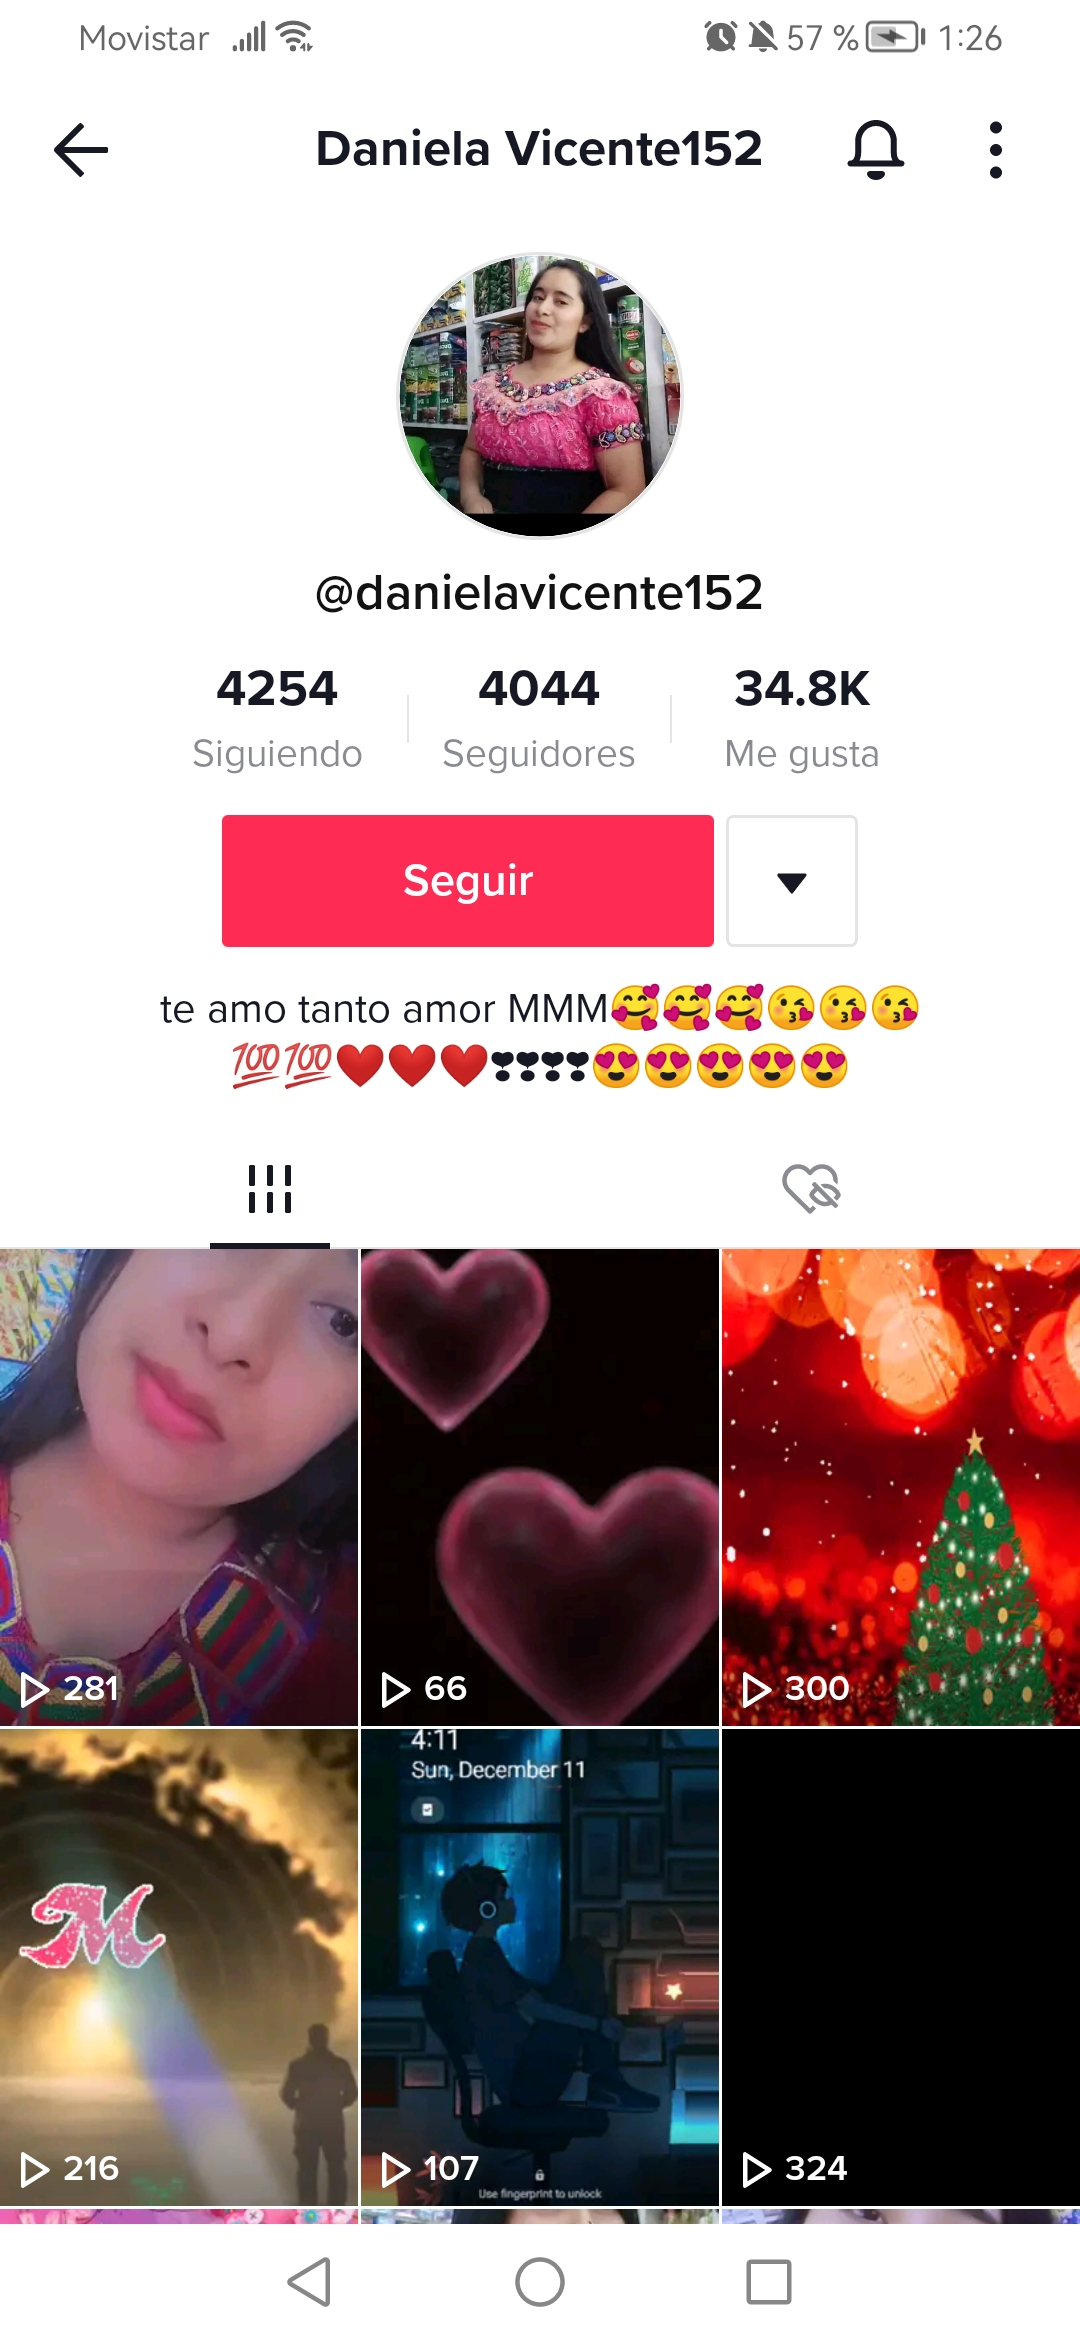 Movistar 57 % 1:26
Daniela Vicente152
@danielavicente152
4254 4044 34.8K
Siguiendo Seguidores Me gusta
Seguir
te amo tanto amor MMM🥰🥰🥰😘😘😘
💯💯❤️❤️❤️❣❣❣❣😍😍😍😍😍
281 66 300
4:11
Sun, December 11
M
216 107 324
Use fingerprint to unlock